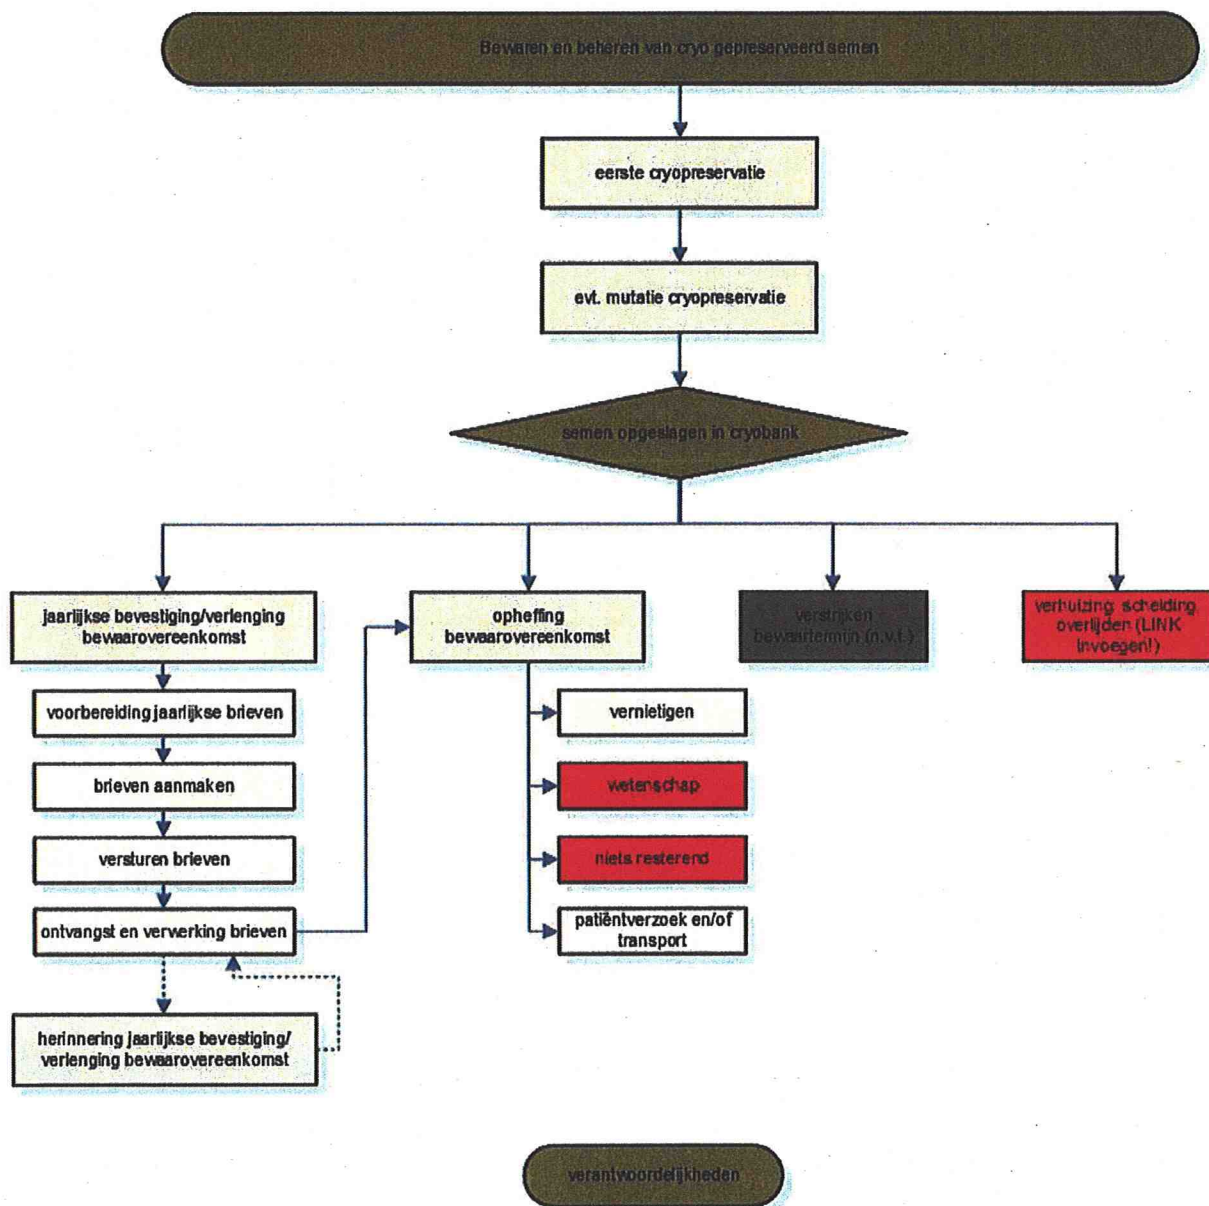 Bewaren en beheren van cryo gepreserveerd semen
eerste cryopreservatie
evt. mutatie cryopreservatie
semen opgeslagen in cryobank
jaarlijkse bevestiging/verlenging
bewaarovereenkomst
voorbereiding jaarlijkse brieven
brieven aanmaken
versturen brieven
ontvangst en verwerking brieven
herinnering jaarlijkse bevestiging/
verlenging bewaarovereenkomst
opheffing
bewaarovereenkomst
vernietigen
wetenschap
niets resterend
patiëntverzoek en/of
transport
verstrijken
bewaartermijn (n.v.t.)
verhuizing, scheiding,
overlijden (LINK
invoegen!)
verantwoordelijkheden